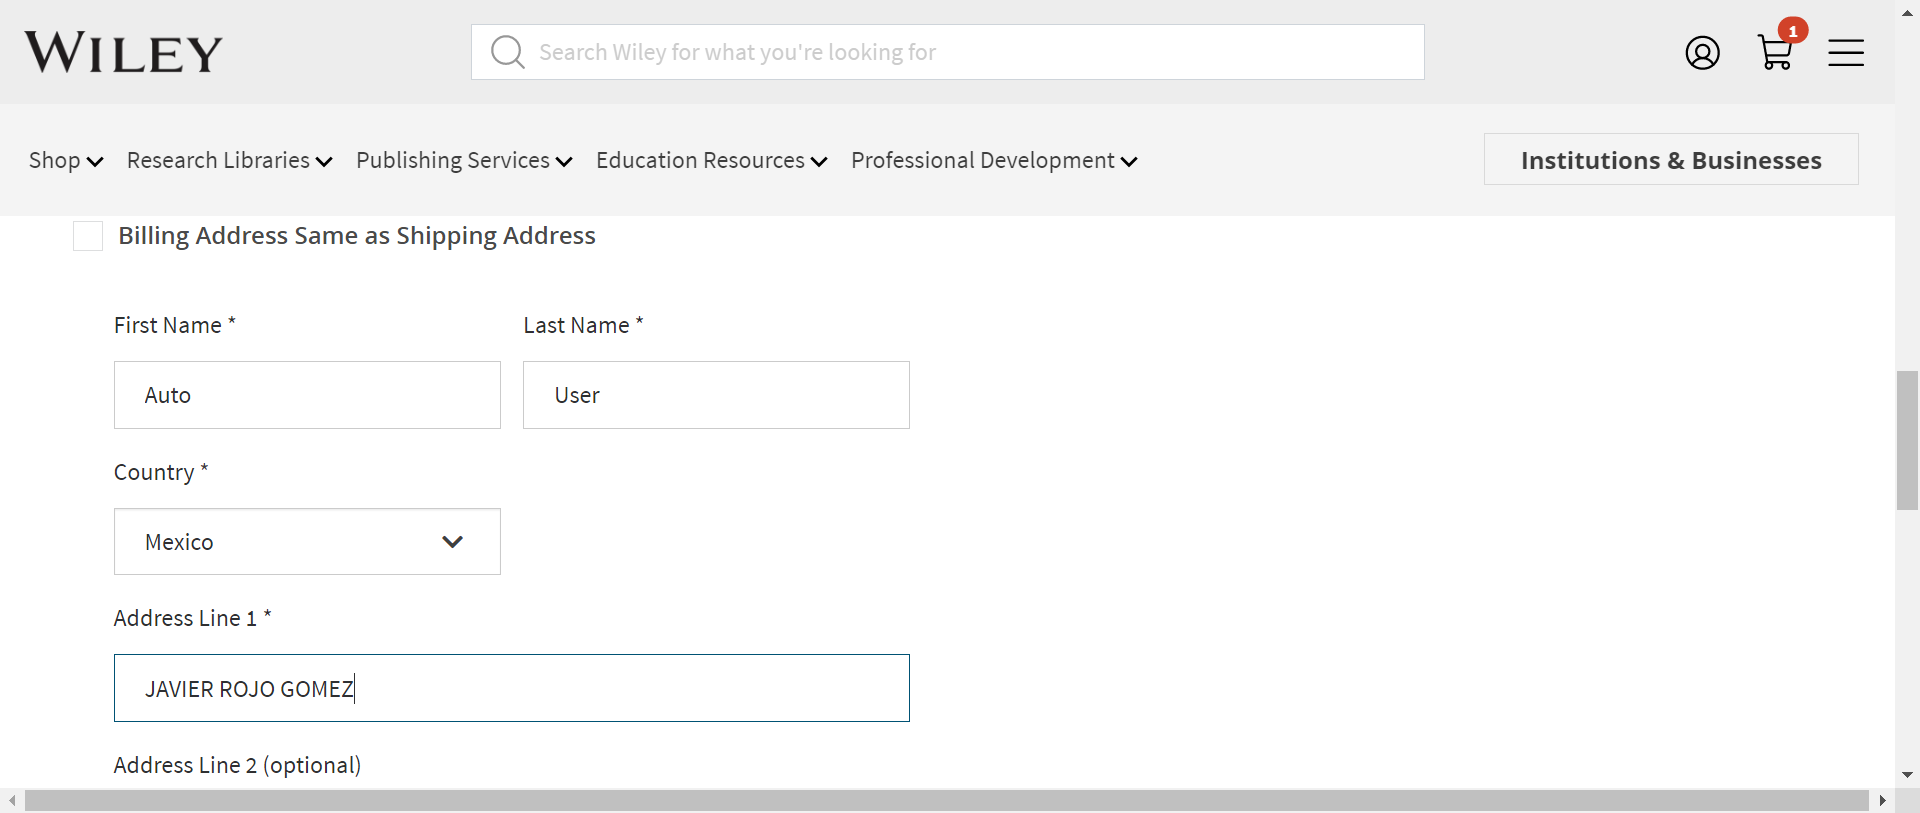 WILEY
Search Wiley for what you're looking for
1
Shop Research Libraries Publishing Services Education Resources Professional Development
Institutions & Businesses
Billing Address Same as Shipping Address
First Name * Last Name *
Auto User
Country *
Mexico
Address Line 1 *
JAVIER ROJO GOMEZ
Address Line 2 (optional)